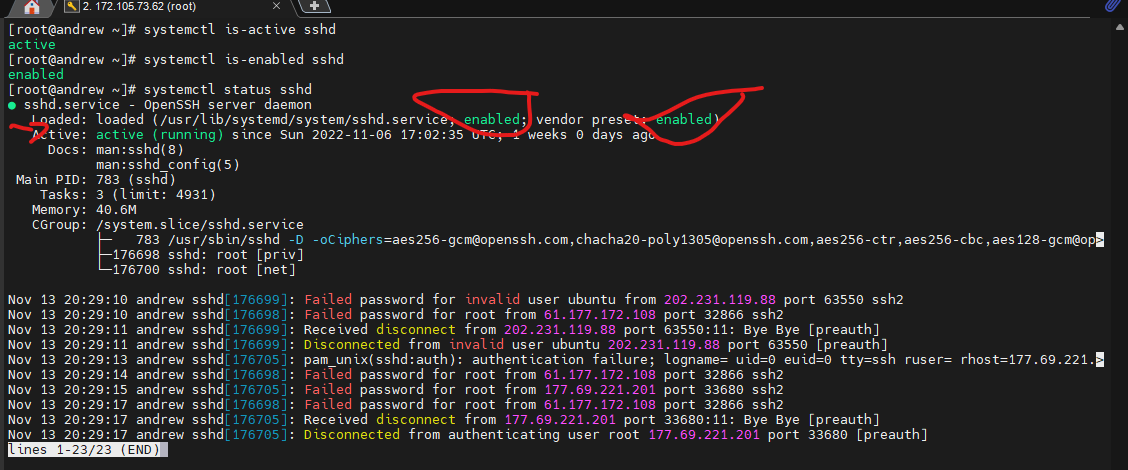 2. 172.105.73.62 (root)
[root@andrew ~]# systemctl is-active sshd
active
[root@andrew ~]# systemctl is-enabled sshd
enabled
[root@andrew ~]# systemctl status sshd
● sshd.service - OpenSSH server daemon
Loaded: loaded (/usr/lib/systemd/system/sshd.service; enabled; vendor preset: enabled)
Active: active (running) since Sun 2022-11-06 17:02:35 UTC; 1 weeks 0 days ago
Docs: man:sshd(8)
man:sshd_config(5)
Main PID: 783 (sshd)
Tasks: 3 (limit: 4931)
Memory: 40.6M
CGroup: /system.slice/sshd.service
├─   783 /usr/sbin/sshd -D -oCiphers=aes256-gcm@openssh.com,chacha20-poly1305@openssh.com,aes256-ctr,aes256-cbc,aes128-gcm@op>
├─176698 sshd: root [priv]
└─176700 sshd: root [net]
Nov 13 20:29:10 andrew sshd[176699]: Failed password for invalid user ubuntu from 202.231.119.88 port 63550 ssh2
Nov 13 20:29:10 andrew sshd[176698]: Failed password for root from 61.177.172.108 port 32866 ssh2
Nov 13 20:29:11 andrew sshd[176699]: Received disconnect from 202.231.119.88 port 63550:11: Bye Bye [preauth]
Nov 13 20:29:11 andrew sshd[176699]: Disconnected from invalid user ubuntu 202.231.119.88 port 63550 [preauth]
Nov 13 20:29:13 andrew sshd[176705]: pam_unix(sshd:auth): authentication failure; logname= uid=0 euid=0 tty=ssh ruser= rhost=177.69.221.>
Nov 13 20:29:14 andrew sshd[176698]: Failed password for root from 61.177.172.108 port 32866 ssh2
Nov 13 20:29:15 andrew sshd[176705]: Failed password for root from 177.69.221.201 port 33680 ssh2
Nov 13 20:29:17 andrew sshd[176698]: Failed password for root from 61.177.172.108 port 32866 ssh2
Nov 13 20:29:17 andrew sshd[176705]: Received disconnect from 177.69.221.201 port 33680:11: Bye Bye [preauth]
Nov 13 20:29:17 andrew sshd[176705]: Disconnected from authenticating user root 177.69.221.201 port 33680 [preauth]
lines 1-23/23 (END)